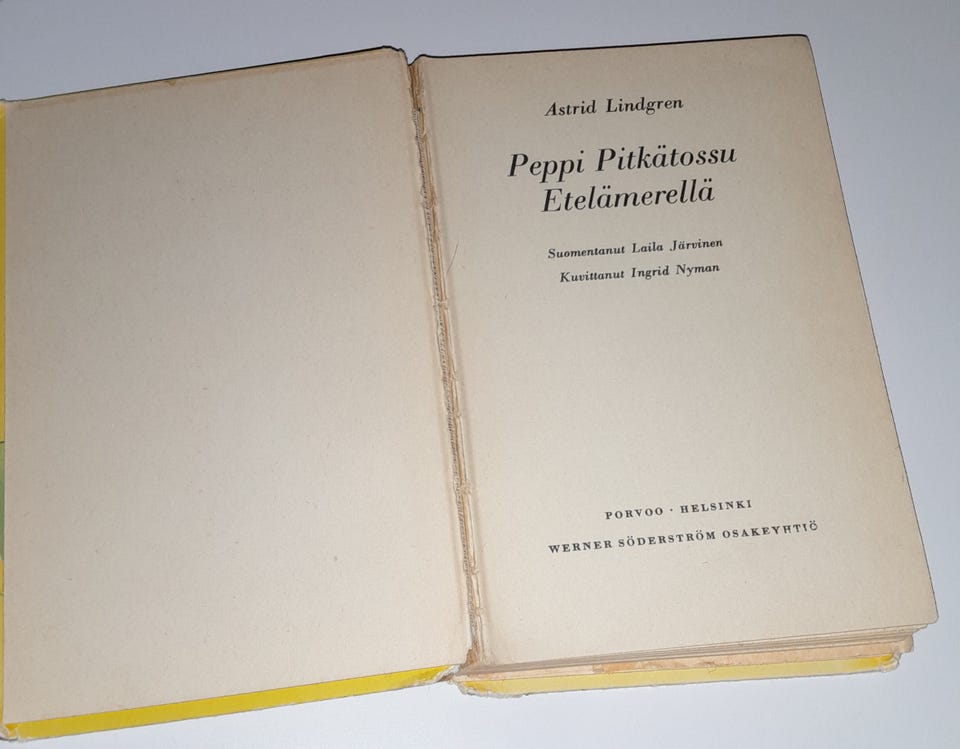 Astrid Lindgren
Peppi Pitkätossu
Etelämerellä
Suomentanut Laila Järvinen
Kuvittanut Ingrid Nyman
PORVOO · HELSINKI
WERNER SÖDERSTRÖM OSAKEYHTIÖ